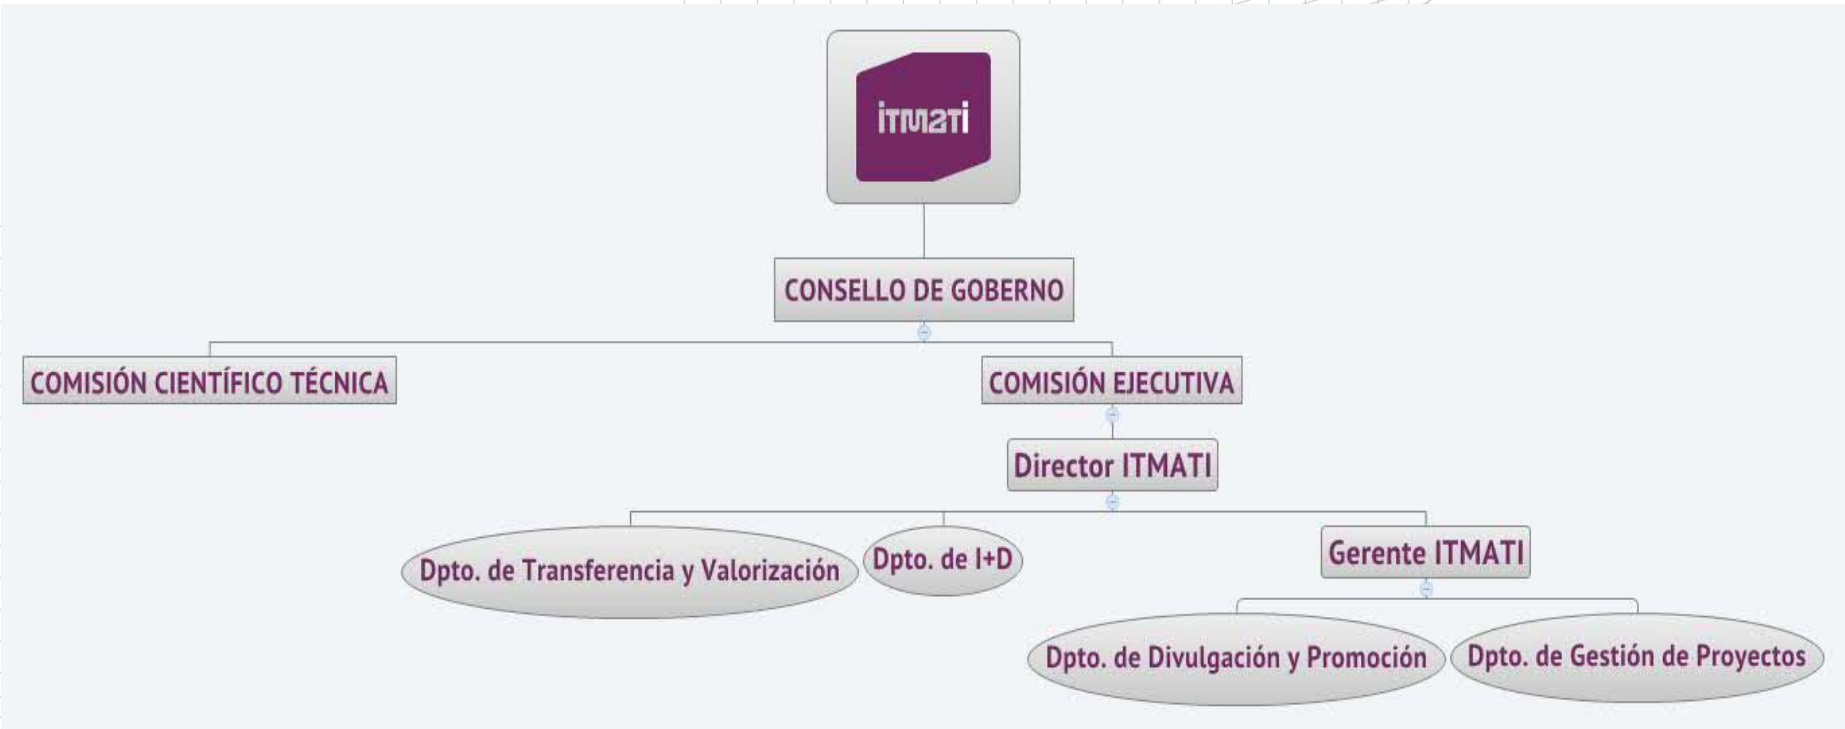 itmati
CONSELLO DE GOBERNO
COMISIÓN CIENTÍFICO TÉCNICA
COMISIÓN EJECUTIVA
Director ITMATI
Dpto. de Transferencia y Valorización
Dpto. de I+D
Gerente ITMATI
Dpto. de Divulgación y Promoción
Dpto. de Gestión de Proyectos